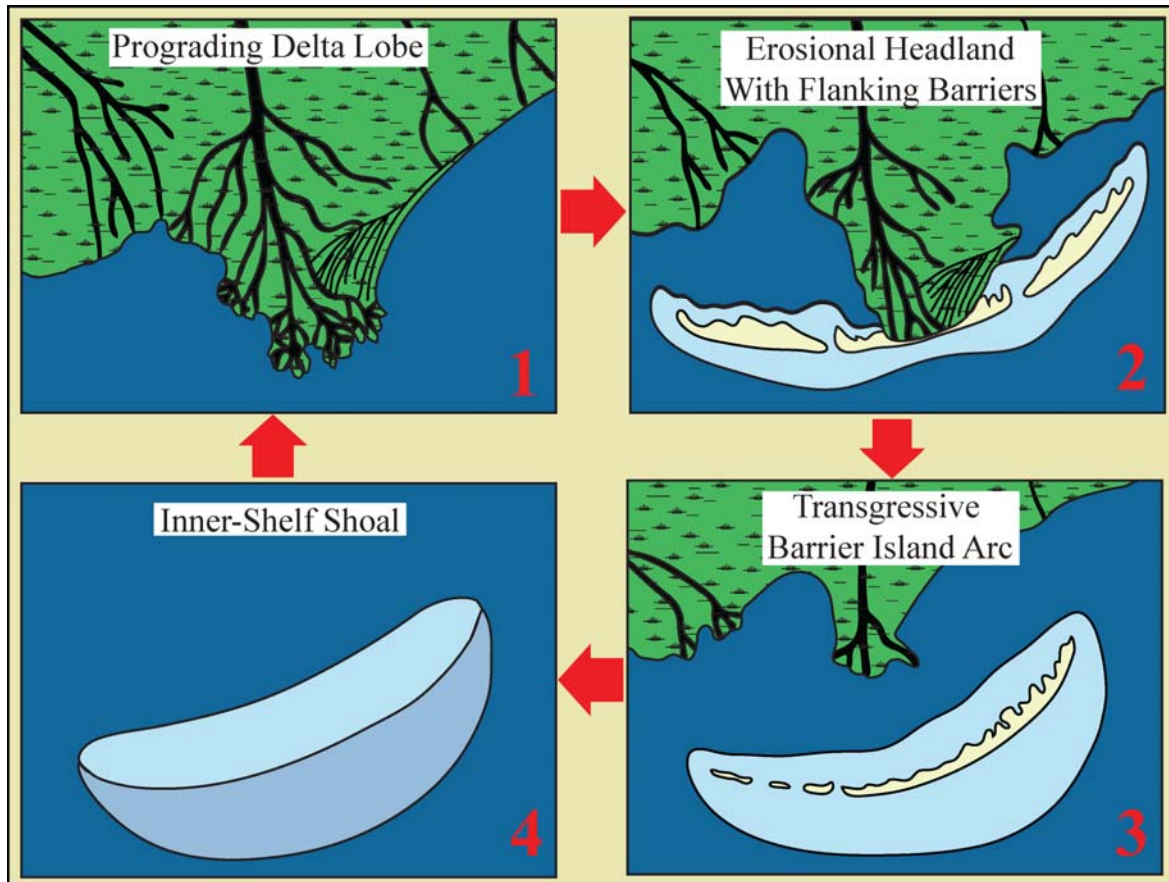 Prograding Delta Lobe
1
Erosional Headland
With Flanking Barriers
2
Transgressive
Barrier Island Arc
3
Inner-Shelf Shoal
4